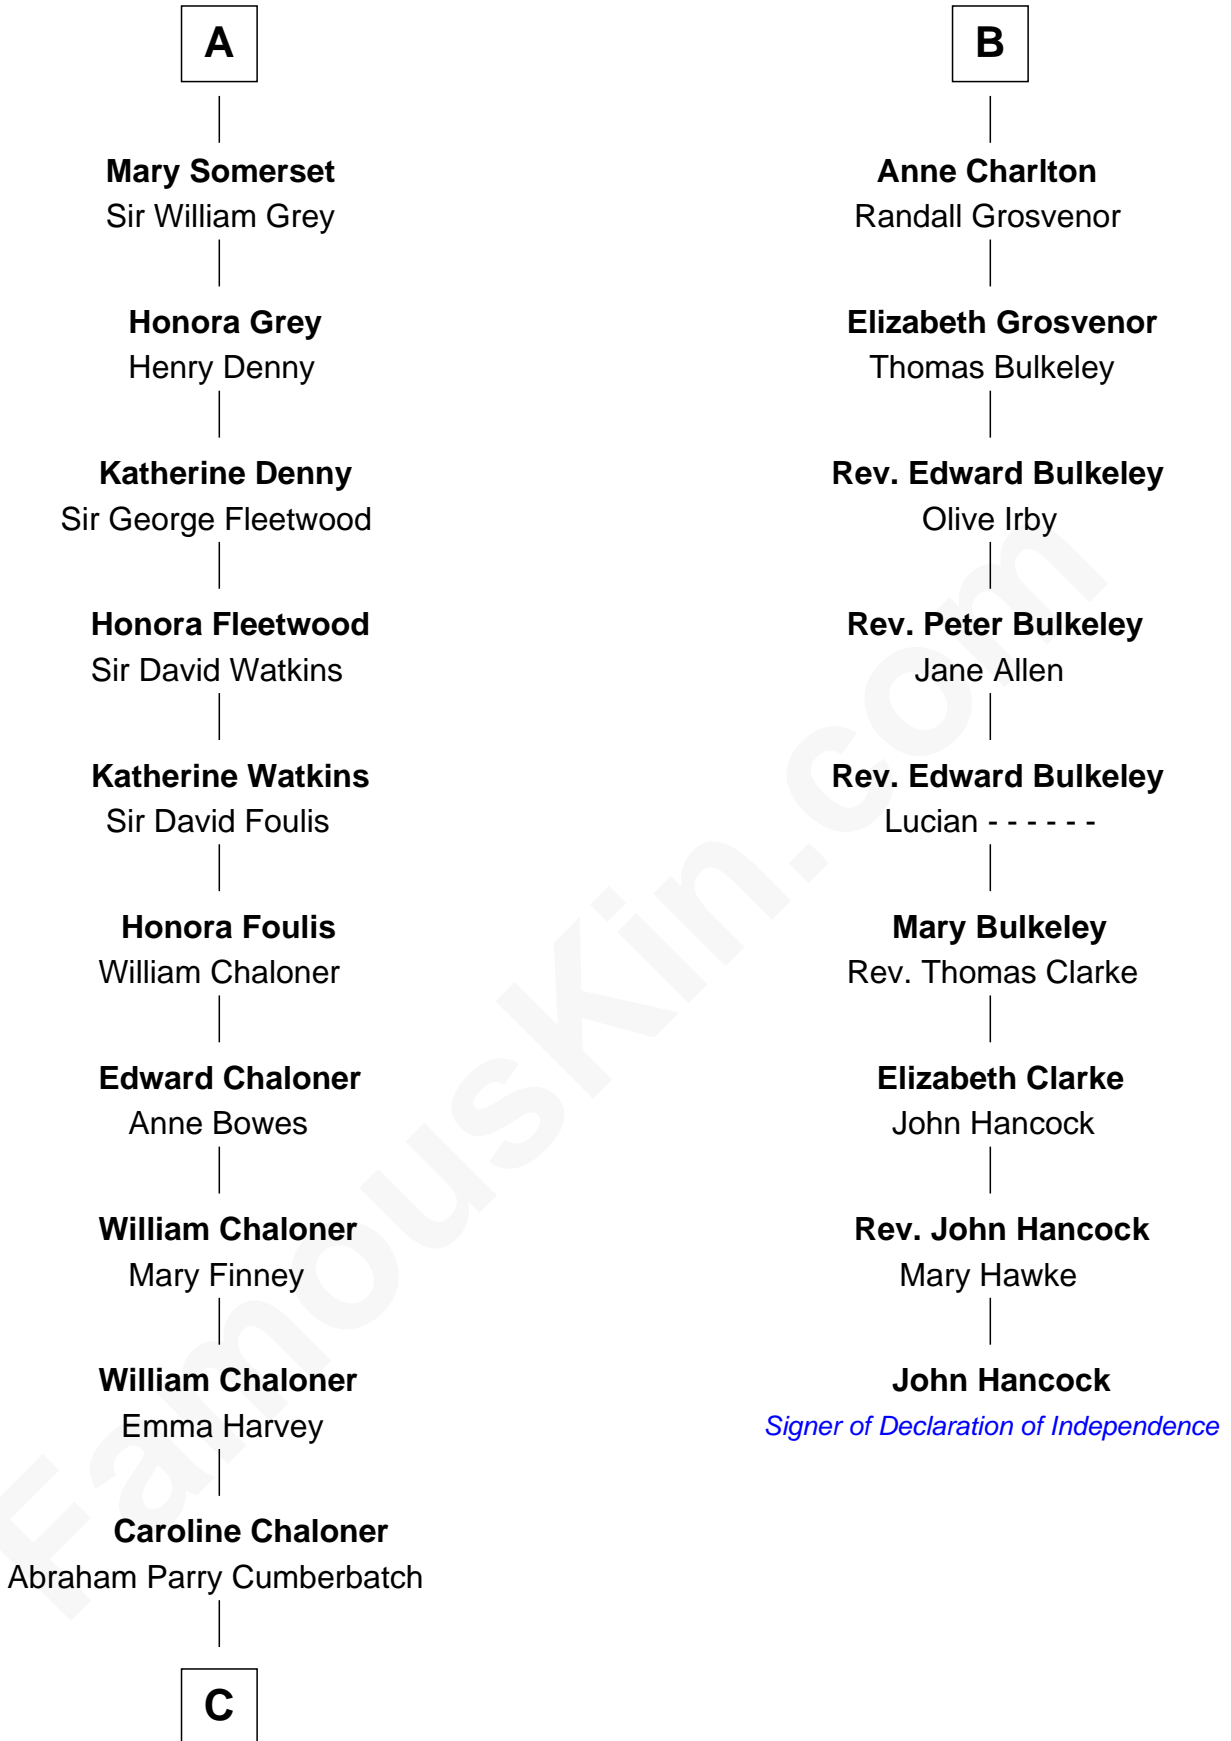 A
Mary Somerset
Sir William Grey
Honora Grey
Henry Denny
Katherine Denny
Sir George Fleetwood
Honora Fleetwood
Sir David Watkins
Katherine Watkins
Sir David Foulis
Honora Foulis
William Chaloner
Edward Chaloner
Anne Bowes
William Chaloner
Mary Finney
William Chaloner
Emma Harvey
Caroline Chaloner
Abraham Parry Cumberbatch
C
B
Anne Charlton
Randall Grosvenor
Elizabeth Grosvenor
Thomas Bulkeley
Rev. Edward Bulkeley
Olive Irby
Rev. Peter Bulkeley
Jane Allen
Rev. Edward Bulkeley
Lucian - - - - - -
Mary Bulkeley
Rev. Thomas Clarke
Elizabeth Clarke
John Hancock
Rev. John Hancock
Mary Hawke
John Hancock
Signer of Declaration of Independence
FamousKin.com